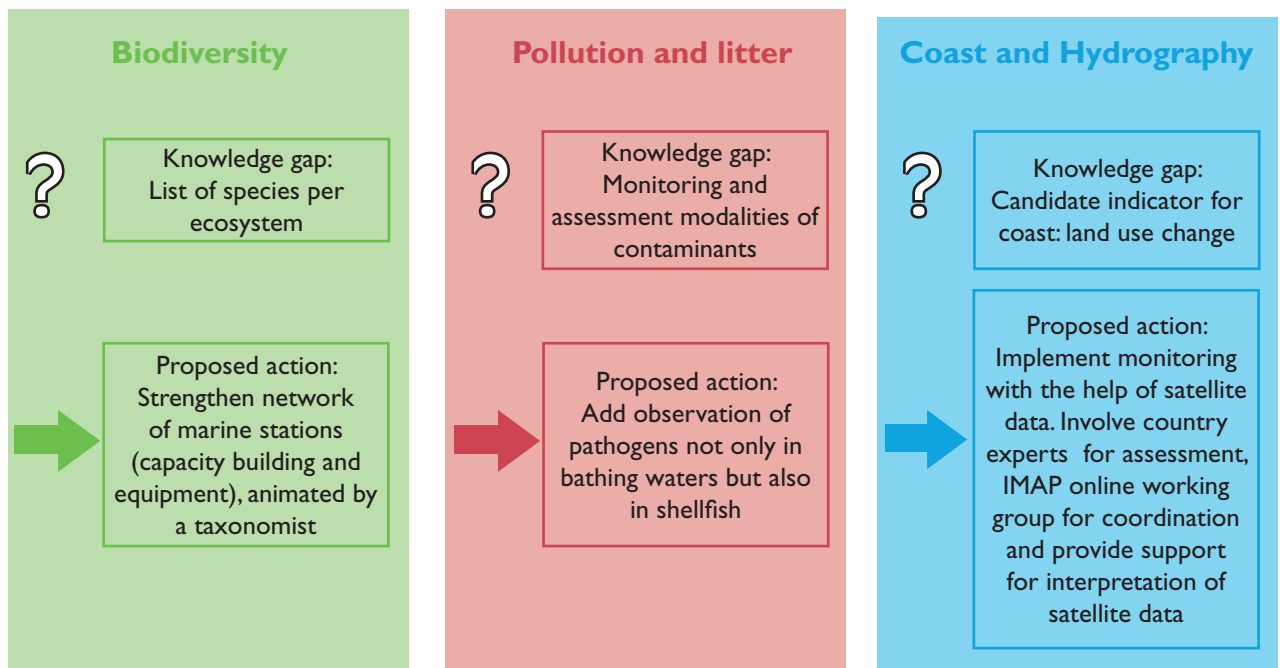 Biodiversity
?
Knowledge gap:
List of species per
ecosystem
Proposed action:
Strengthen network
of marine stations
(capacity building and
equipment), animated by
a taxonomist
Pollution and litter
?
Knowledge gap:
Monitoring and
assessment modalities of
contaminants
Proposed action:
Add observation of
pathogens not only in
bathing waters but also
in shellfish
Coast and Hydrography
?
Knowledge gap:
Candidate indicator for
coast: land use change
Proposed action:
Implement monitoring
with the help of satellite
data. Involve country
experts for assessment,
IMAP online working
group for coordination
and provide support
for interpretation of
satellite data